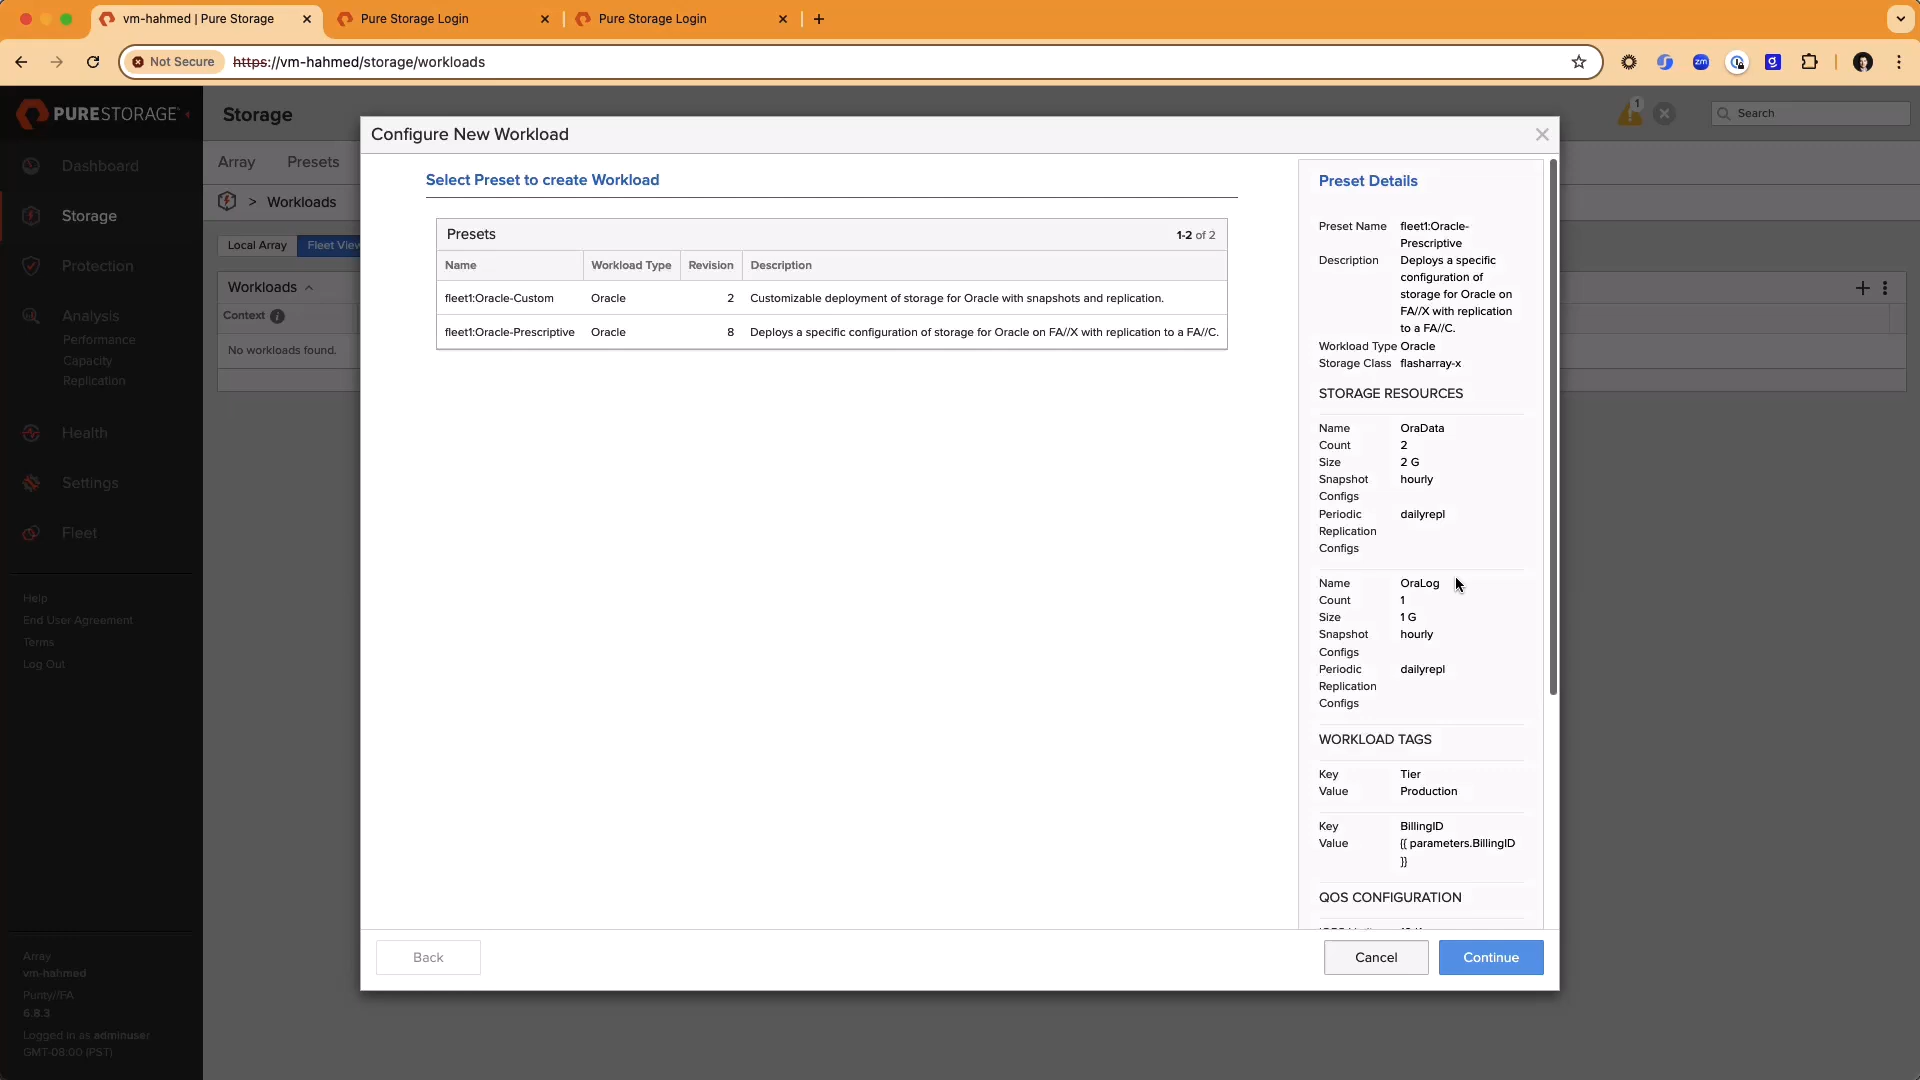 vm-hahmed | Pure Storage
Pure Storage Login
Pure Storage Login
Not Secure
https://vm-hahmed/storage/workloads
zm
g
PURESTORAGE
Storage
1
Search
Dashboard
Storage
Protection
Analysis
Performance
Capacity
Replication
Health
Settings
Fleet
Help
End User Agreement
Terms
Log Out
Array
vm-hahmed
Purity//FA
6.8.3
Logged in as adminuser
GMT-08:00 (PST)
Array
Presets
> Workloads
Local Array
Fleet View
Workloads
Context
No workloads found.
Configure New Workload
Select Preset to create Workload
Presets
1-2 of 2
Name Workload Type Revision Description
fleet1:Oracle-Custom Oracle 2 Customizable deployment of storage for Oracle with snapshots and replication.
fleet1:Oracle-Prescriptive Oracle 8 Deploys a specific configuration of storage for Oracle on FA//X with replication to a FA//C.
Preset Details
Preset Name fleet1:Oracle-
Prescriptive
Description Deploys a specific
configuration of
storage for Oracle on
FA//X with replication
to a FA//C.
Workload Type Oracle
Storage Class flasharray-x
STORAGE RESOURCES
Name OraData
Count 2
Size 2 G
Snapshot hourly
Configs
Periodic dailyrepl
Replication
Configs
Name OraLog
Count 1
Size 1 G
Snapshot hourly
Configs
Periodic dailyrepl
Replication
Configs
WORKLOAD TAGS
Key Tier
Value Production
Key BillingID
Value {{ parameters.BillingID
}}
QOS CONFIGURATION
Back
Cancel
Continue